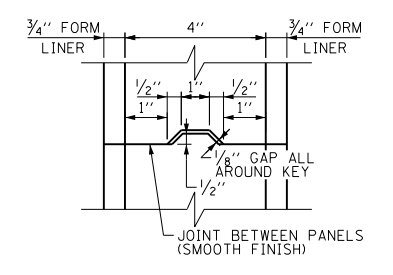 3/4" FORM
LINER
4"
3/4" FORM
LINER
1/2"
1"
1/2"
1"
1"
1/8" GAP ALL
AROUND KEY
1/2"
JOINT BETWEEN PANELS
(SMOOTH FINISH)